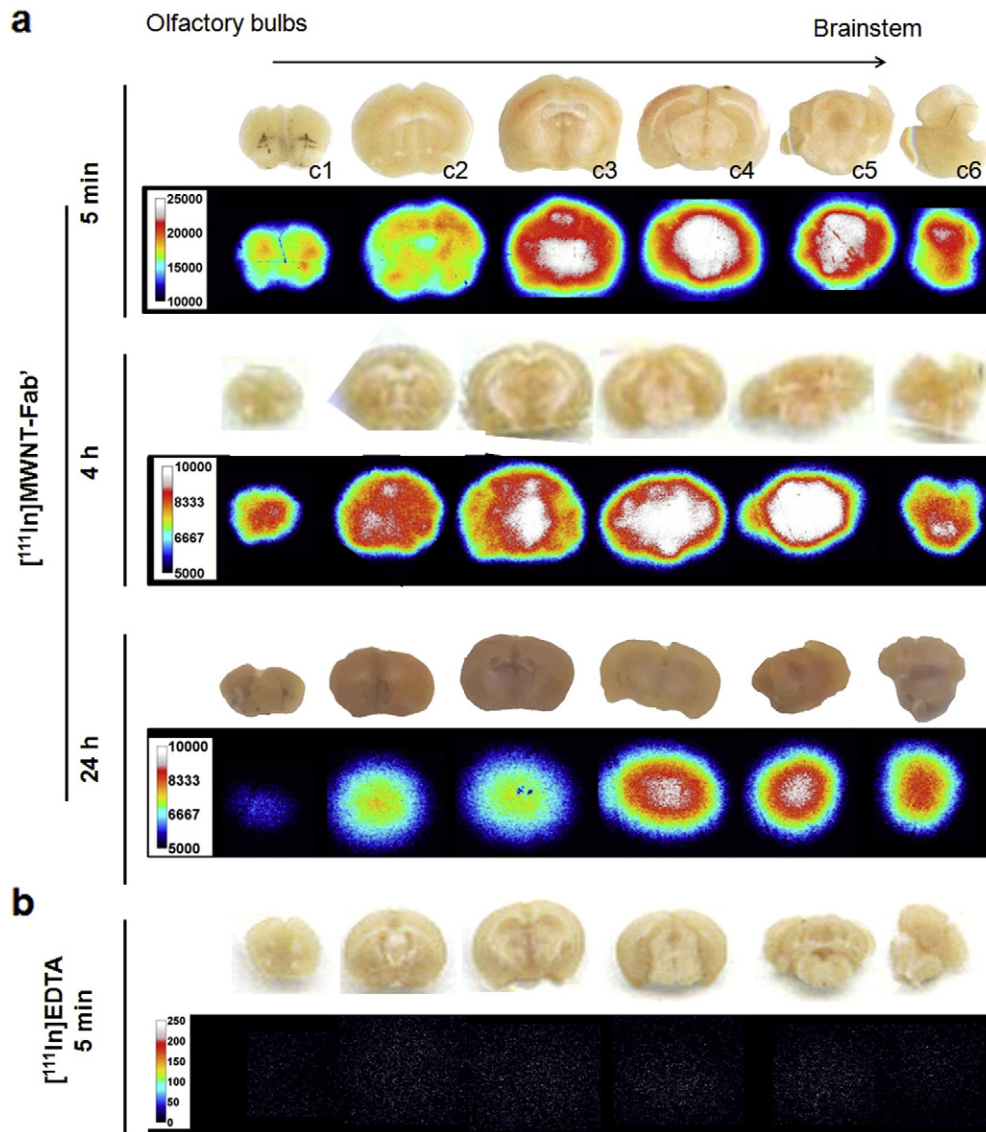 a
Olfactory bulbs
Brainstem
c1 c2 c3 c4 c5 c6
5 min
25000
20000
15000
10000
[¹¹¹In]MWNT-Fab'
4 h
10000
8333
6667
5000
24 h
10000
8333
6667
5000
b
[¹¹¹In]EDTA
5 min
250
200
150
100
50
0